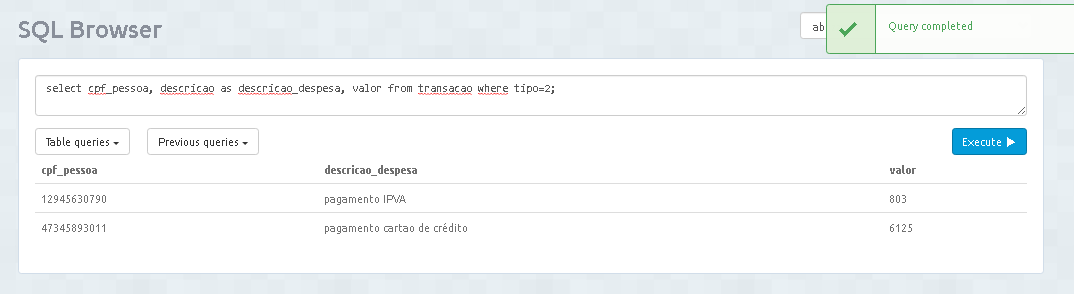 SQL Browser
ab
Query completed
select cpf_pessoa, descricao as descricao_despesa, valor from transacao where tipo=2;
Table queries
Previous queries
Execute
cpf_pessoa descricao_despesa valor
12945630790 pagamento IPVA 803
47345893011 pagamento cartao de crédito 6125